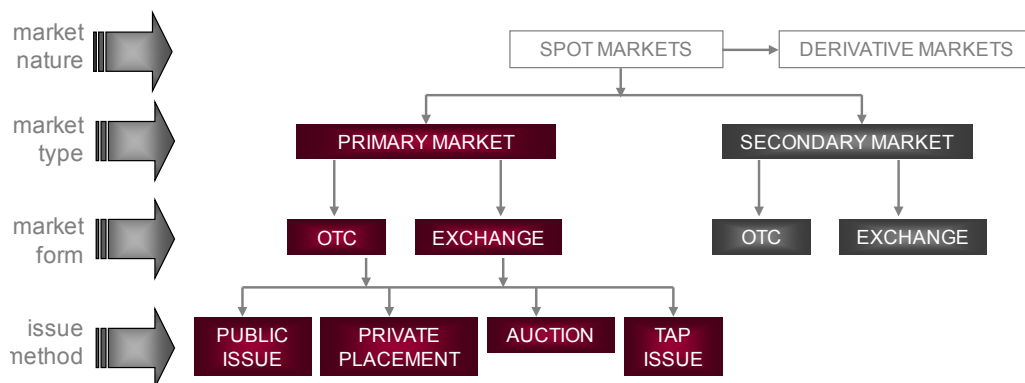 market
nature
SPOT MARKETS
DERIVATIVE MARKETS
market
type
PRIMARY MARKET
SECONDARY MARKET
market
form
OTC
EXCHANGE
OTC
EXCHANGE
issue
method
PUBLIC
ISSUE
PRIVATE
PLACEMENT
AUCTION
TAP
ISSUE